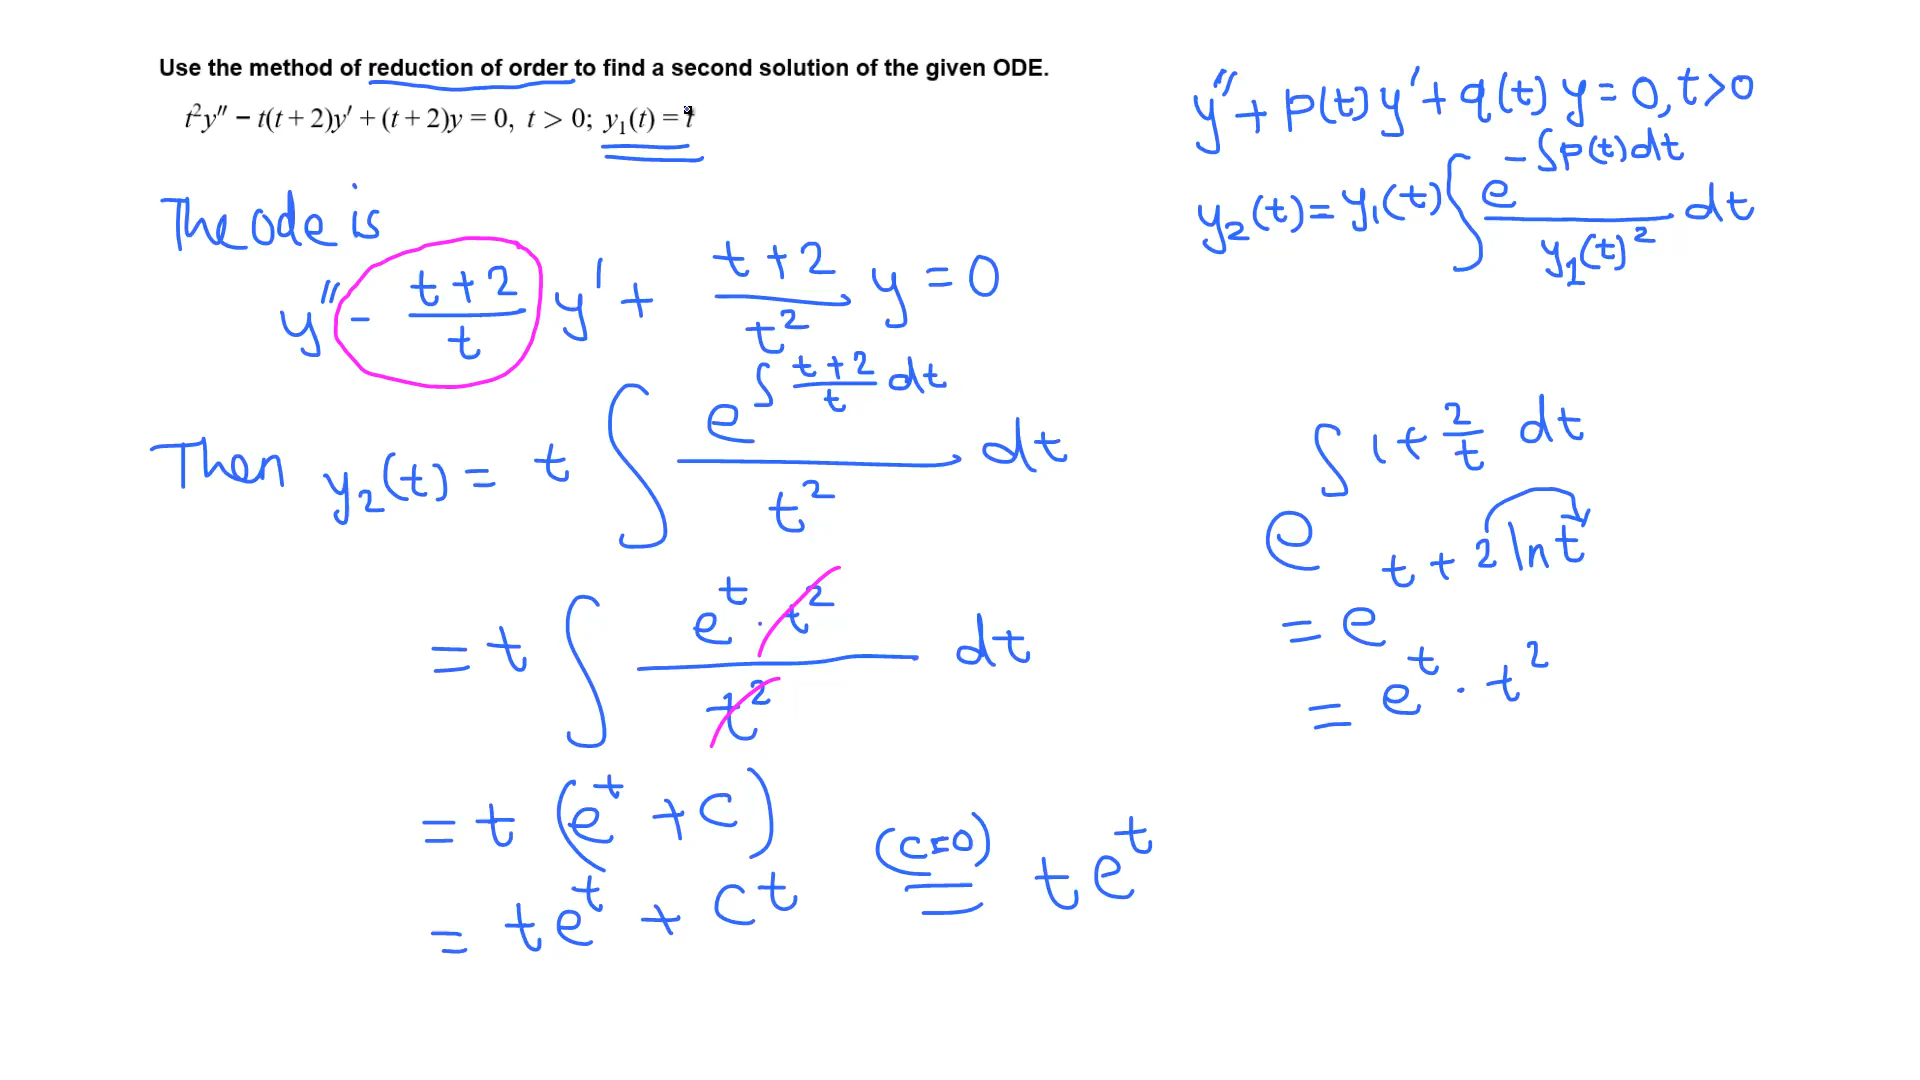 Use the method of reduction of order to find a second solution of the given ODE.
t²y″ − t(t + 2)y′ + (t + 2)y = 0, t > 0; y₁(t) = t
y″ + p(t)y′ + q(t)y = 0, t>0
y₂(t) = y₁(t) ∫ e^(-∫p(t)dt) / y₁(t)² dt
The ode is
y″ - (t+2)/t y′ + (t+2)/t² y = 0
Then y₂(t) = t ∫ e^(∫ (t+2)/t dt) / t² dt
= t ∫ e^t · t² / t² dt
= t (e^t + c)
= te^t + ct (c=0) = te^t
e^(∫ 1 + 2/t dt)
= e^(t + 2 ln t)
= e^t · t²